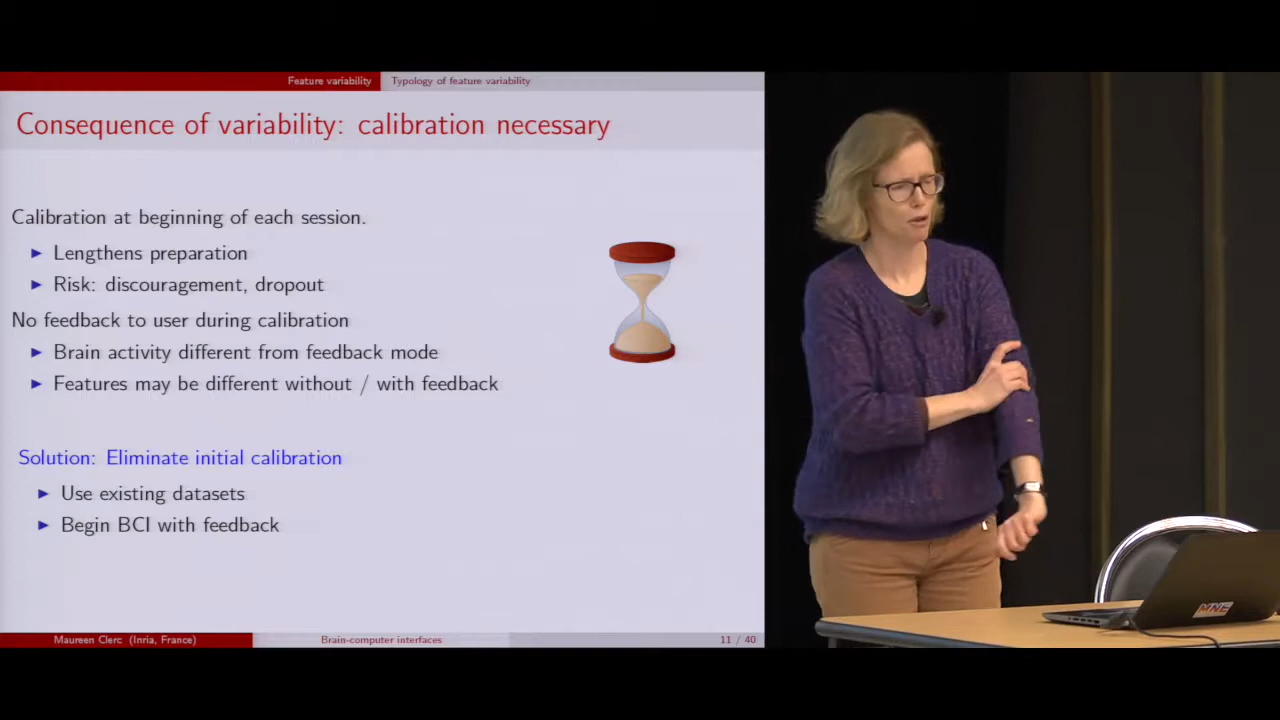 Feature variability
Typology of feature variability
Consequence of variability: calibration necessary
Calibration at beginning of each session.
Lengthens preparation
Risk: discouragement, dropout
No feedback to user during calibration
Brain activity different from feedback mode
Features may be different without / with feedback
Solution: Eliminate initial calibration
Use existing datasets
Begin BCI with feedback
Maureen Clerc (Inria, France)
Brain-computer interfaces
11 / 40
MNE